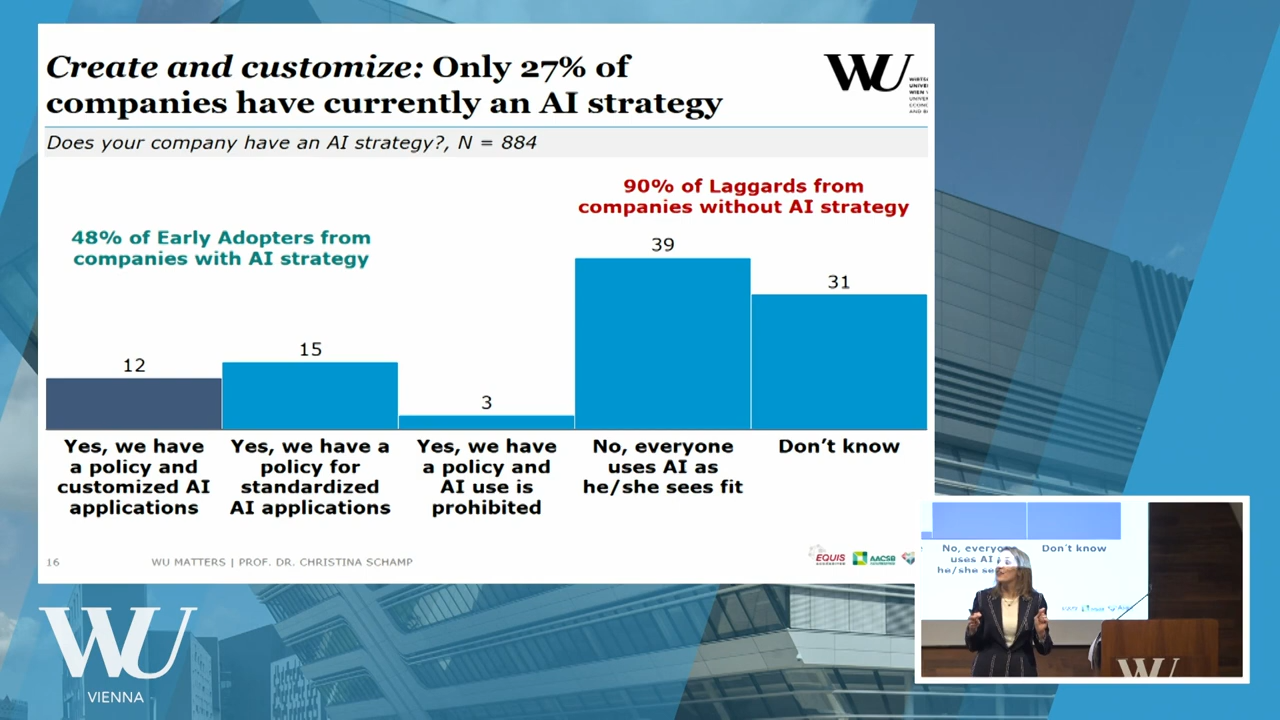 Create and customize: Only 27% of
companies have currently an AI strategy
WU
Does your company have an AI strategy?, N = 884
90% of Laggards from
companies without AI strategy
48% of Early Adopters from
companies with AI strategy
12
15
3
39
31
Yes, we have
a policy and
customized AI
applications
Yes, we have a
policy for
standardized
AI applications
Yes, we have
a policy and
AI use is
prohibited
No, everyone
uses AI as
he/she sees fit
Don't know
16
WU MATTERS | PROF. DR. CHRISTINA SCHAMP
EQUIS
AACSB
No, everyone
uses AI
he/she se
Don't know
WU
WU
VIENNA